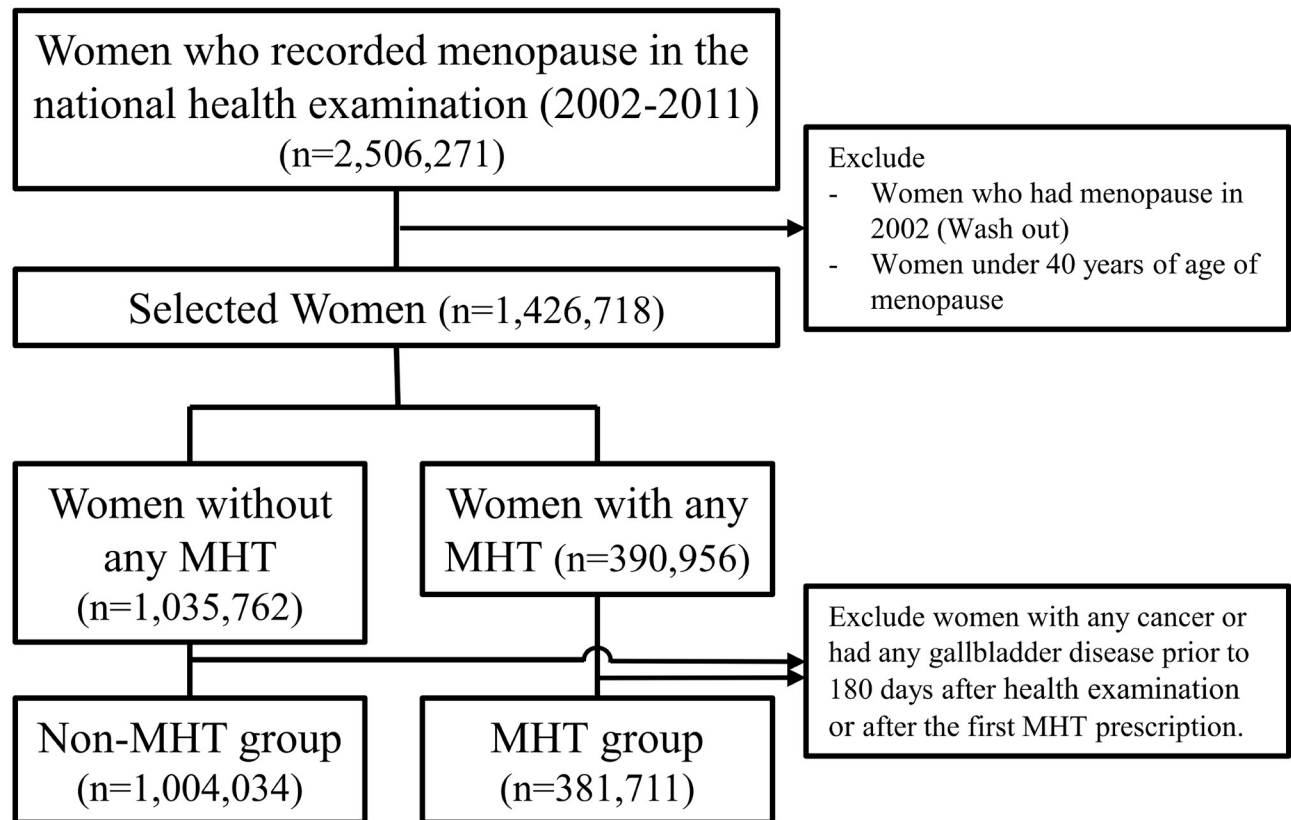 Women who recorded menopause in the
national health examination (2002-2011)
(n=2,506,271)
Exclude
- Women who had menopause in
2002 (Wash out)
- Women under 40 years of age of
menopause
Selected Women (n=1,426,718)
Women without
any MHT
(n=1,035,762)
Women with any
MHT (n=390,956)
Exclude women with any cancer or
had any gallbladder disease prior to
180 days after health examination
or after the first MHT prescription.
Non-MHT group
(n=1,004,034)
MHT group
(n=381,711)